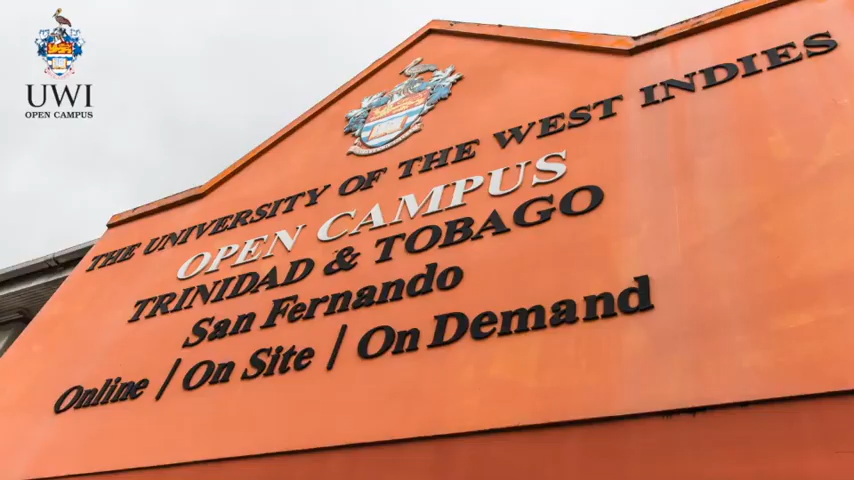 UWI
OPEN CAMPUS
THE UNIVERSITY OF THE WEST INDIES
OPEN CAMPUS
TRINIDAD & TOBAGO
San Fernando
Online / On Site / On Demand